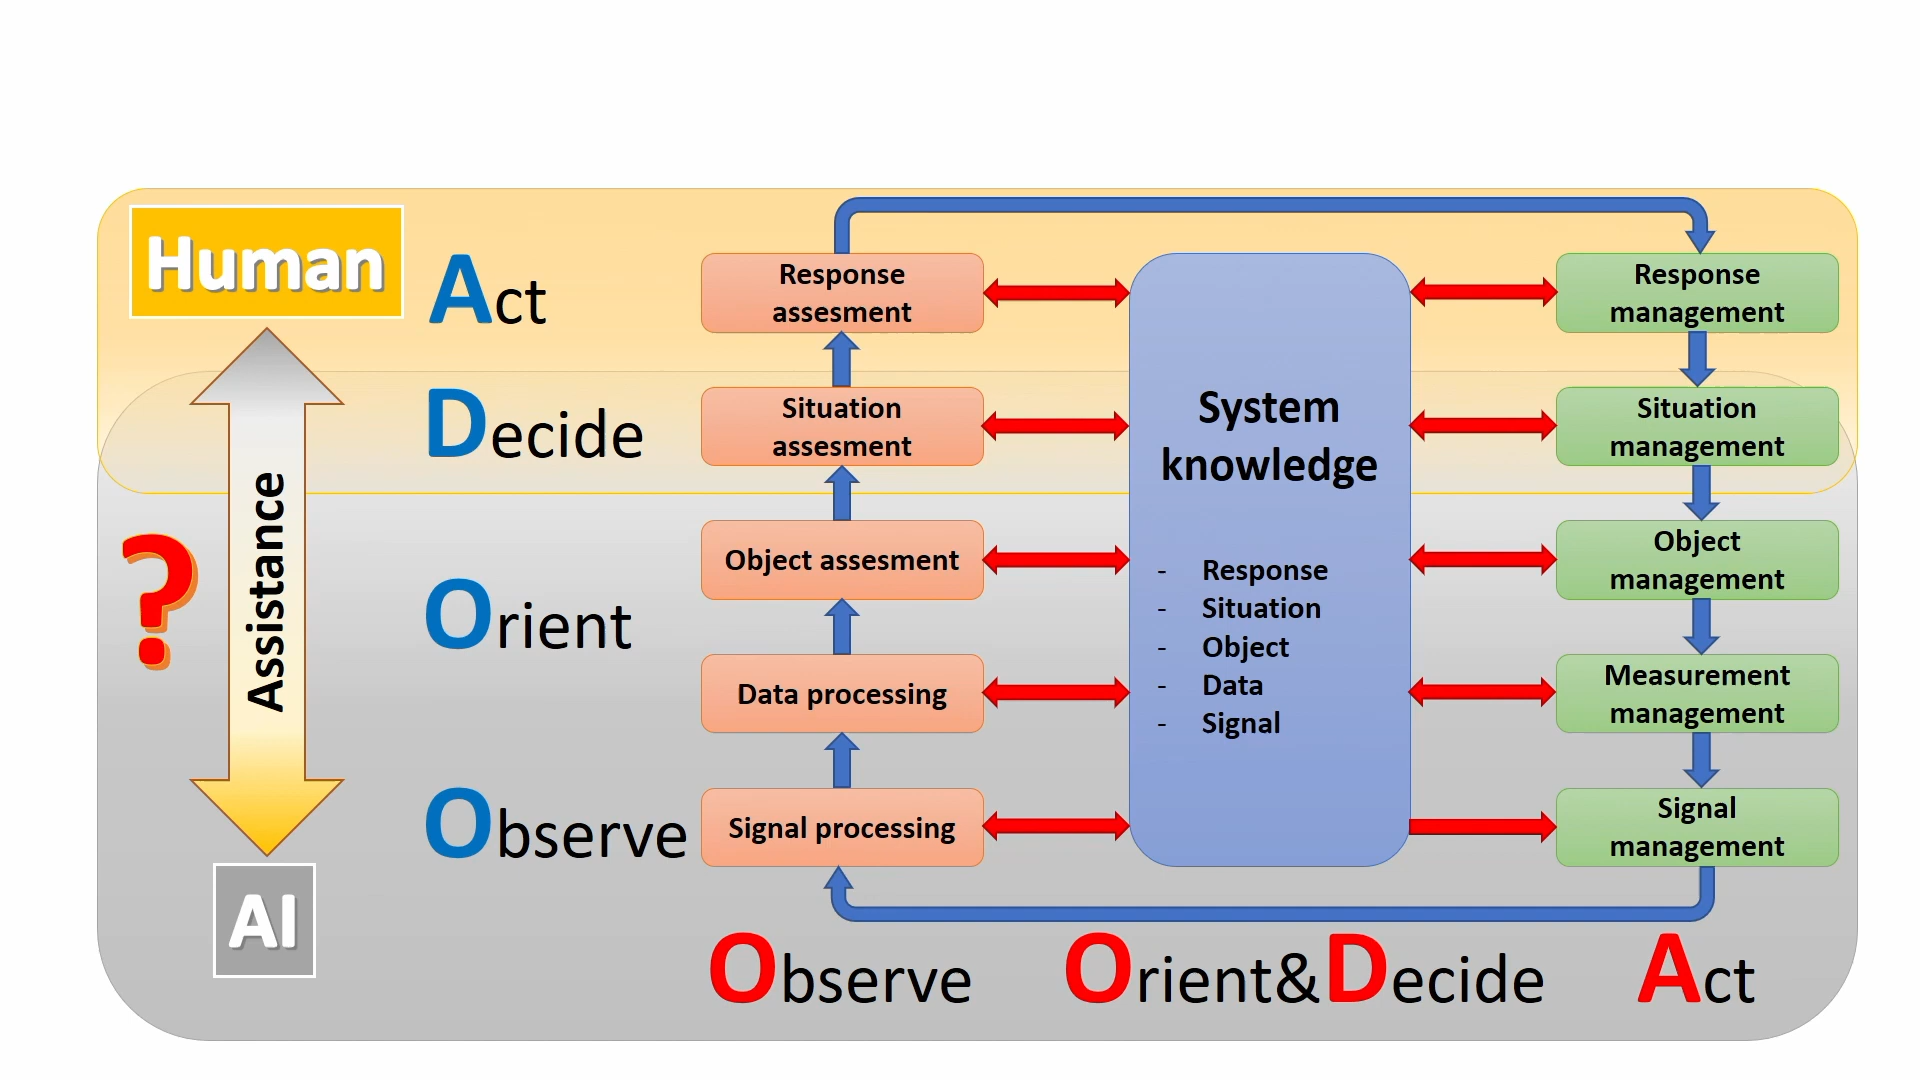 Human
Act
Response
assesment
Response
management
Decide
Situation
assesment
System
knowledge
Situation
management
Assistance
?
Orient
Object assesment
Object
management
- Response
- Situation
- Object
- Data
- Signal
Data processing
Measurement
management
Observe
Signal processing
Signal
management
AI
Observe
Orient&Decide
Act